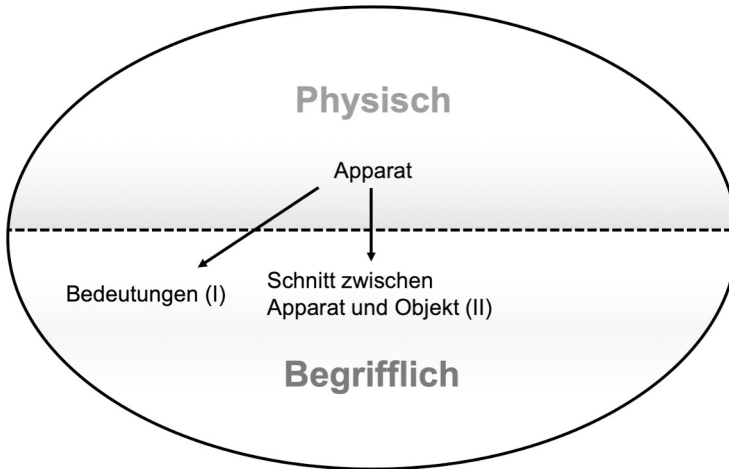 Physisch
Apparat
Bedeutungen (I)
Schnitt zwischen
Apparat und Objekt (II)
Begrifflich